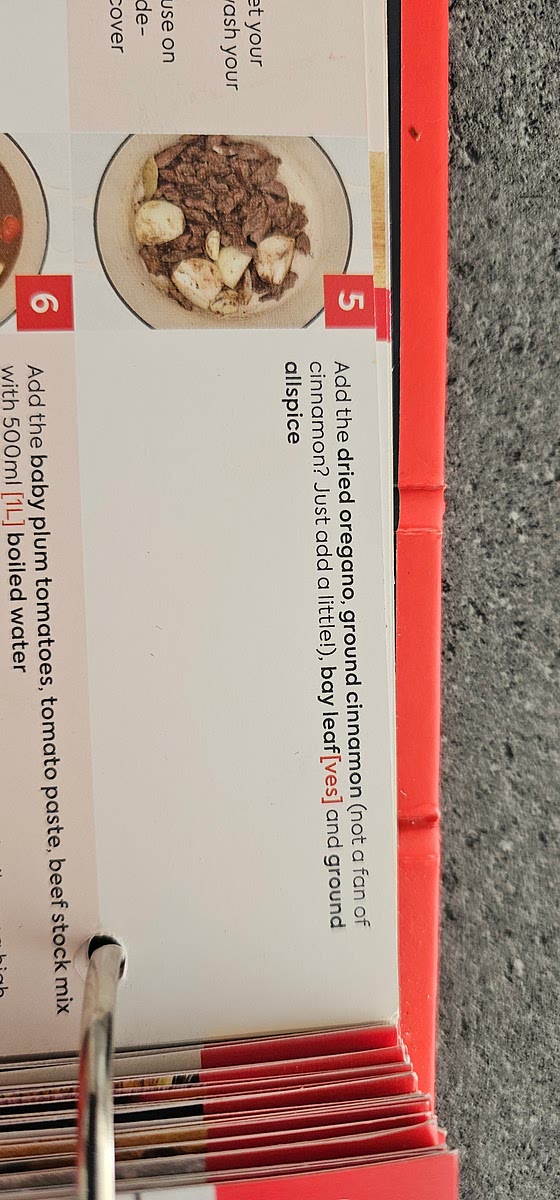 et your
use on
de-
cover
5
Add the dried oregano, ground cinnamon (not a fan of
cinnamon? Just add a little!), bay leaf[ves] and ground
allspice
6
Add the baby plum tomatoes, tomato paste, beef stock mix
with 500ml [1L] boiled water